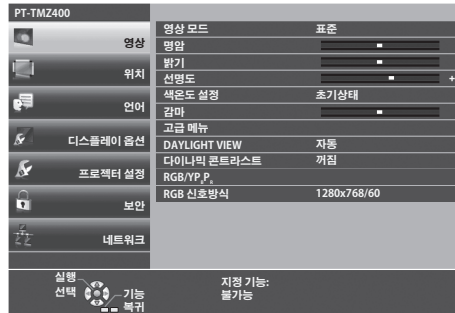 PT-TMZ400
영상
위치
언어
디스플레이 옵션
프로젝터 설정
보안
네트워크
영상 모드 표준
명암
밝기
선명도 +
색온도 설정 초기상태
감마
고급 메뉴
DAYLIGHT VIEW 자동
다이나믹 콘트라스트 꺼짐
RGB/YPBPR
RGB 신호방식 1280x768/60
실행
선택
기능
복귀
지정 기능:
불가능